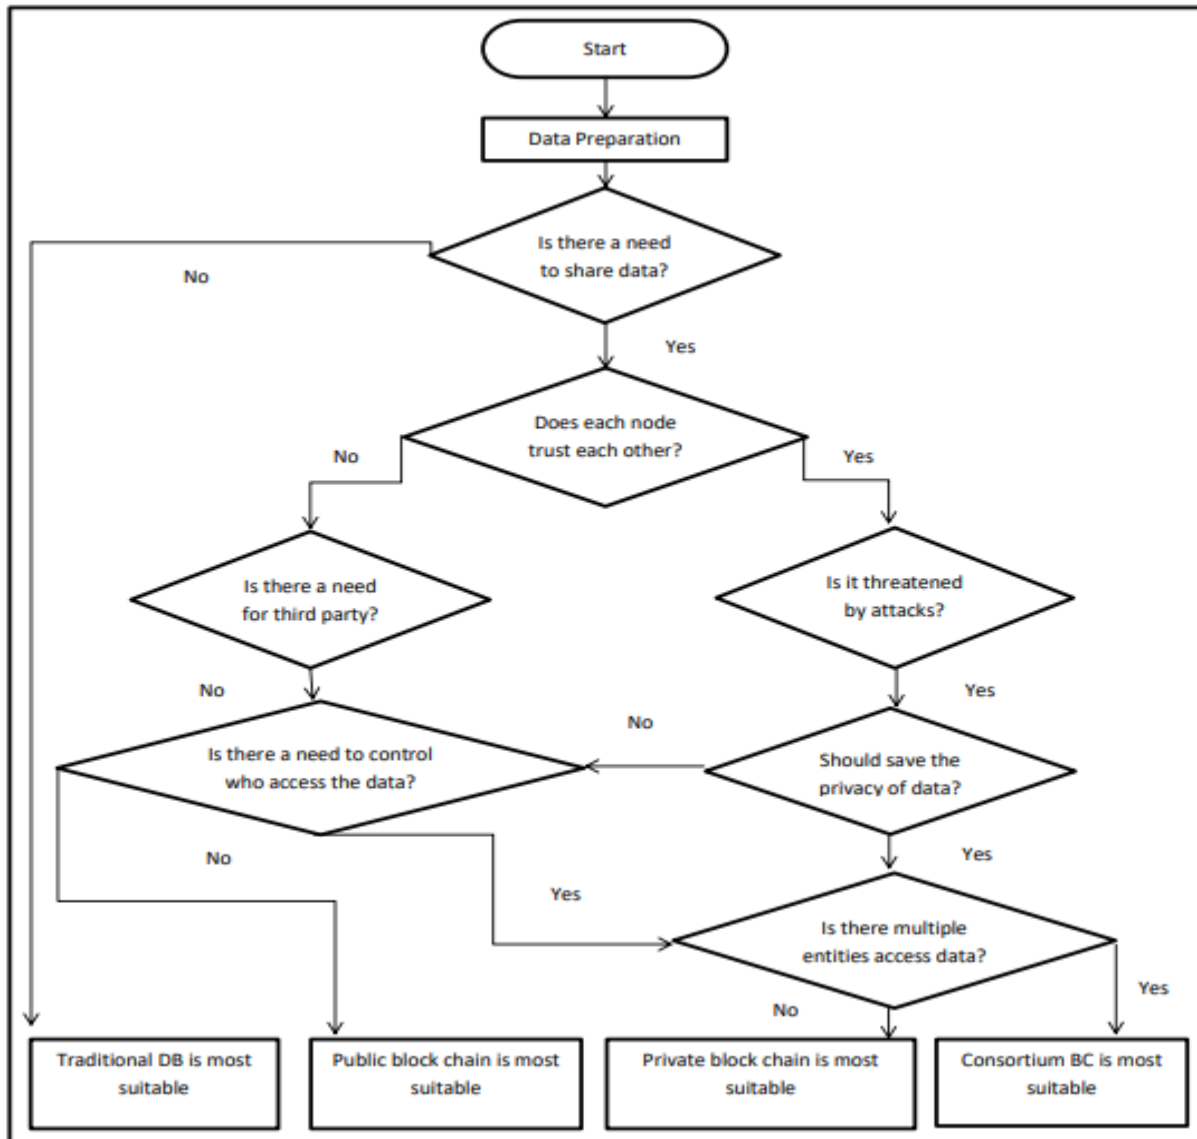 Start
Data Preparation
Is there a need
to share data?
No
Yes
Does each node
trust each other?
No
Yes
Is there a need
for third party?
Is it threatened
by attacks?
No
Yes
No
Is there a need to control
who access the data?
Should save the
privacy of data?
No
Yes
Yes
Is there multiple
entities access data?
No
Yes
Traditional DB is most
suitable
Public block chain is most
suitable
Private block chain is most
suitable
Consortium BC is most
suitable